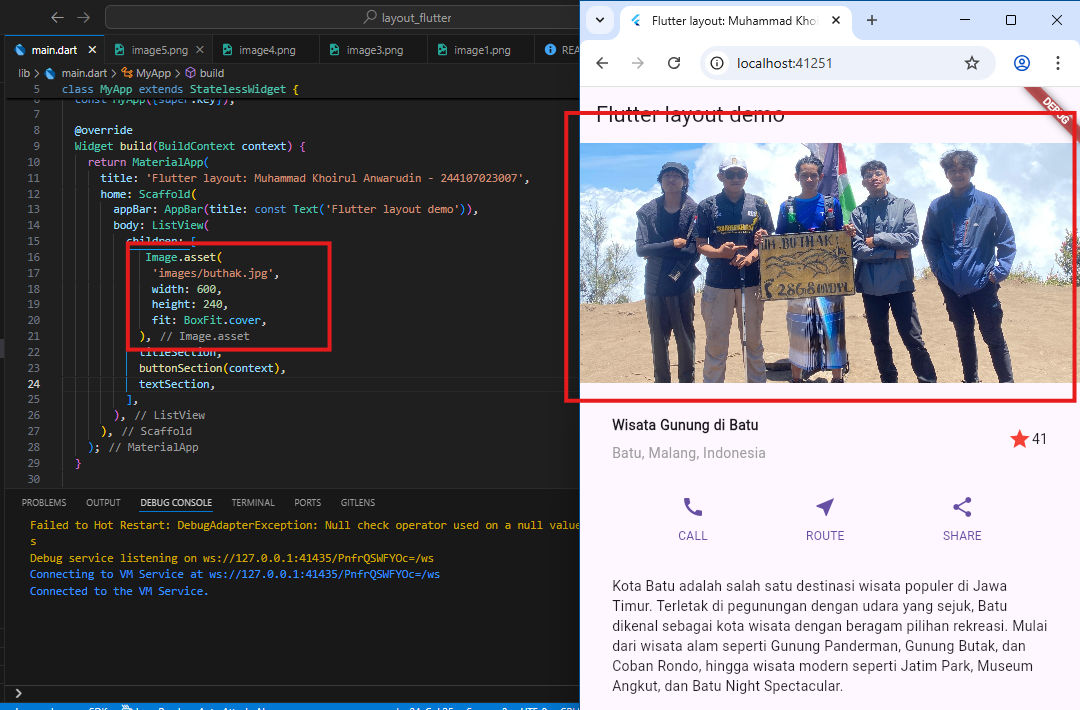 layout_flutter
main.dart
image5.png
image4.png
image3.png
image1.png
REA
lib > main.dart > MyApp > build
5 class MyApp extends StatelessWidget {
6 const MyApp({super.key});
7
8 @override
9 Widget build(BuildContext context) {
10 return MaterialApp(
11 title: 'Flutter layout: Muhammad Khoirul Anwarudin - 244107023007',
12 home: Scaffold(
13 appBar: AppBar(title: const Text('Flutter layout demo')),
14 body: ListView(
15 children: [
16 Image.asset(
17 'images/buthak.jpg',
18 width: 600,
19 height: 240,
20 fit: BoxFit.cover,
21 ), // Image.asset
22 titleSection,
23 buttonSection(context),
24 textSection,
25 ],
26 ), // ListView
27 ), // Scaffold
28 ); // MaterialApp
29 }
30
PROBLEMS OUTPUT DEBUG CONSOLE TERMINAL PORTS GITLENS
Failed to Hot Restart: DebugAdapterException: Null check operator used on a null value
s
Debug service listening on ws://127.0.0.1:41435/PnfrQSWFYOc=/ws
Connecting to VM Service at ws://127.0.0.1:41435/PnfrQSWFYOc=/ws
Connected to the VM Service.
Flutter layout: Muhammad Khoi
localhost:41251
Flutter layout demo
DEBUG
MT. BUTHAK
2868 MDPL
Wisata Gunung di Batu
Batu, Malang, Indonesia
41
CALL
ROUTE
SHARE
Kota Batu adalah salah satu destinasi wisata populer di Jawa
Timur. Terletak di pegunungan dengan udara yang sejuk, Batu
dikenal sebagai kota wisata dengan beragam pilihan rekreasi. Mulai
dari wisata alam seperti Gunung Panderman, Gunung Butak, dan
Coban Rondo, hingga wisata modern seperti Jatim Park, Museum
Angkut, dan Batu Night Spectacular.